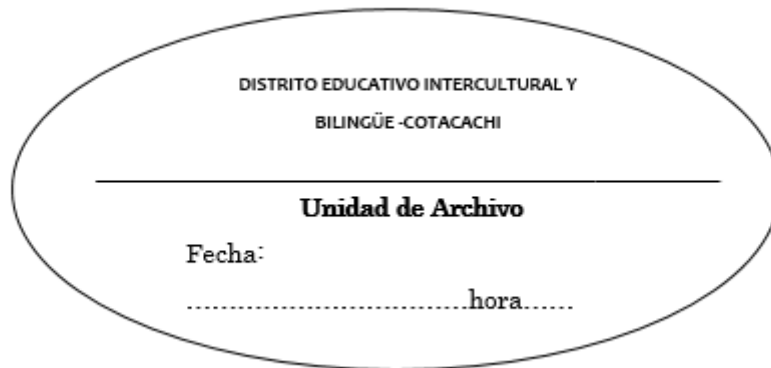 DISTRITO EDUCATIVO INTERCULTURAL Y
BILINGÜE -COTACACHI
Unidad de Archivo
Fecha:
..................................hora......